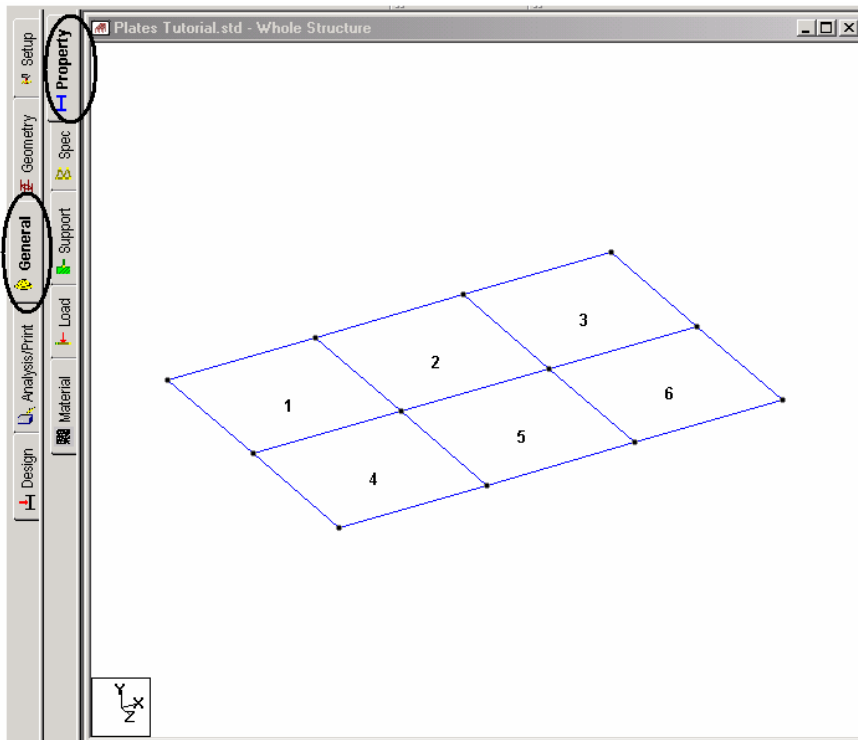 Plates Tutorial.std - Whole Structure
Setup
Geometry
General
Analysis/Print
Design
Property
Spec
Support
Load
Material
3
2
6
1
5
4
Y
X
Z